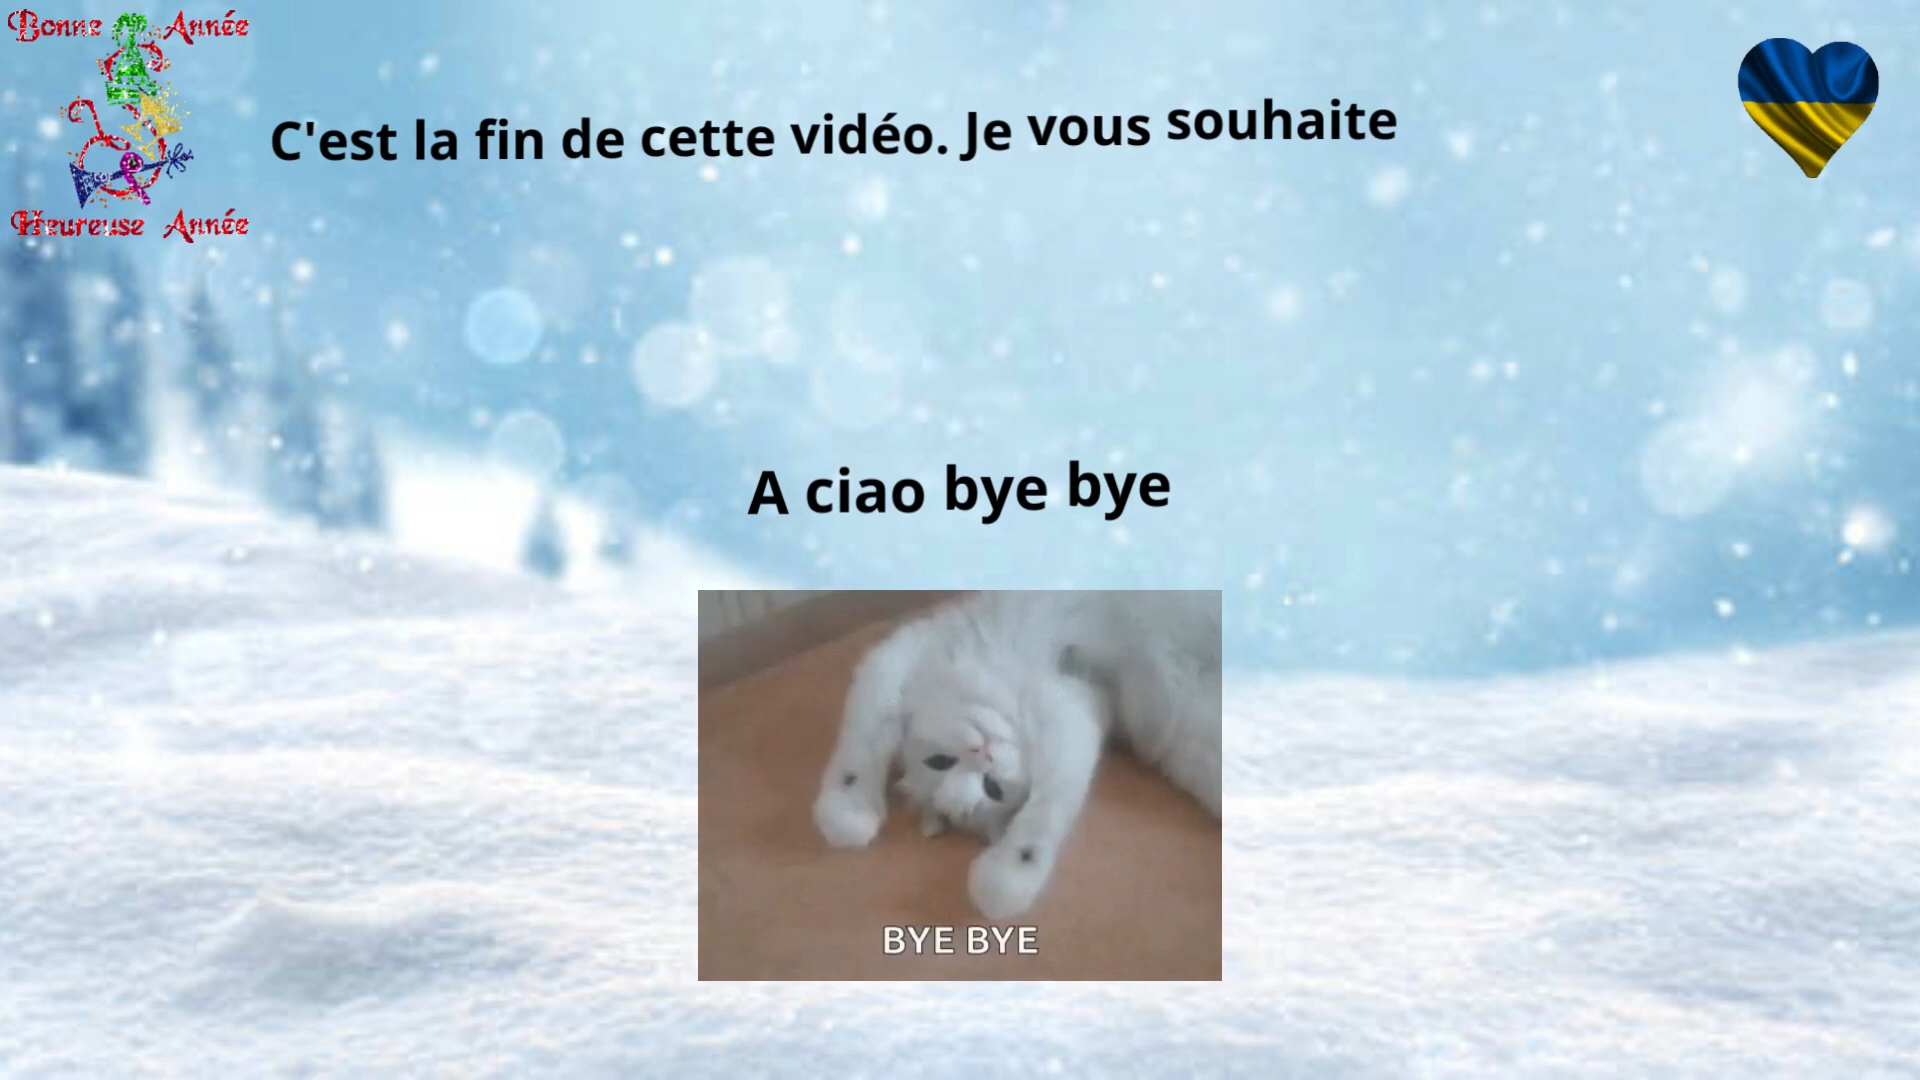 Bonne Année
Heureuse Année
C'est la fin de cette vidéo. Je vous souhaite
A ciao bye bye
BYE BYE